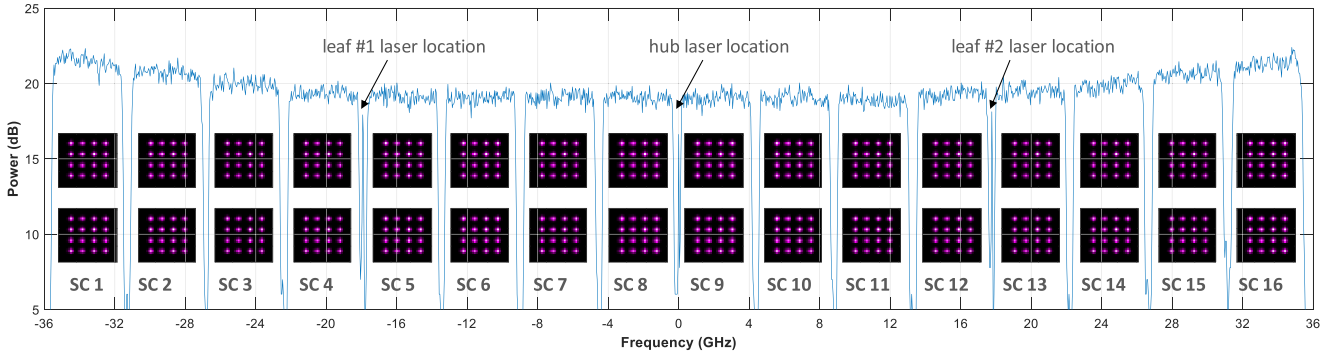 25
20
15
10
5
Power (dB)
leaf #1 laser location
hub laser location
leaf #2 laser location
SC 1 SC 2 SC 3 SC 4 SC 5 SC 6 SC 7 SC 8 SC 9 SC 10 SC 11 SC 12 SC 13 SC 14 SC 15 SC 16
-36 -32 -28 -24 -20 -16 -12 -8 -4 0 4 8 12 16 20 24 28 32 36
Frequency (GHz)